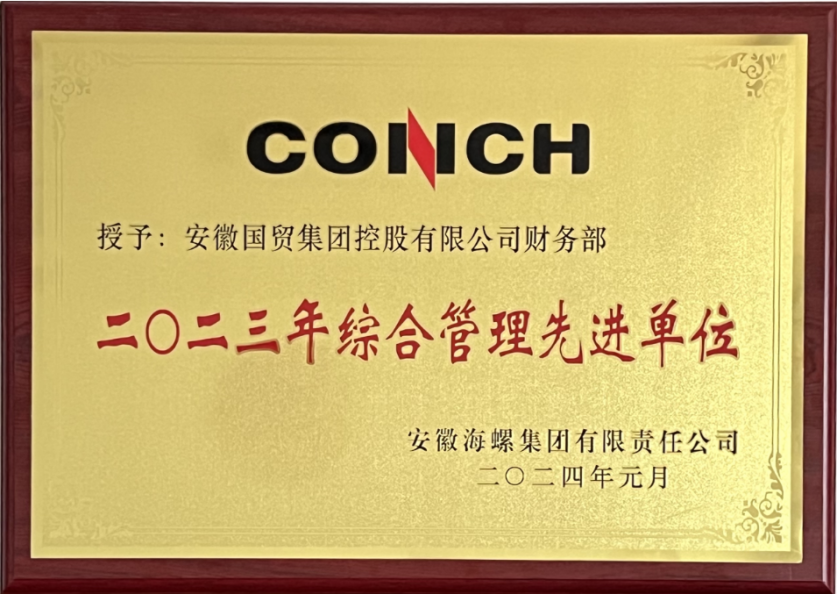 CONCH
授予：安徽国贸集团控股有限公司财务部
二〇二三年综合管理先进单位
安徽海螺集团有限责任公司
二〇二四年元月